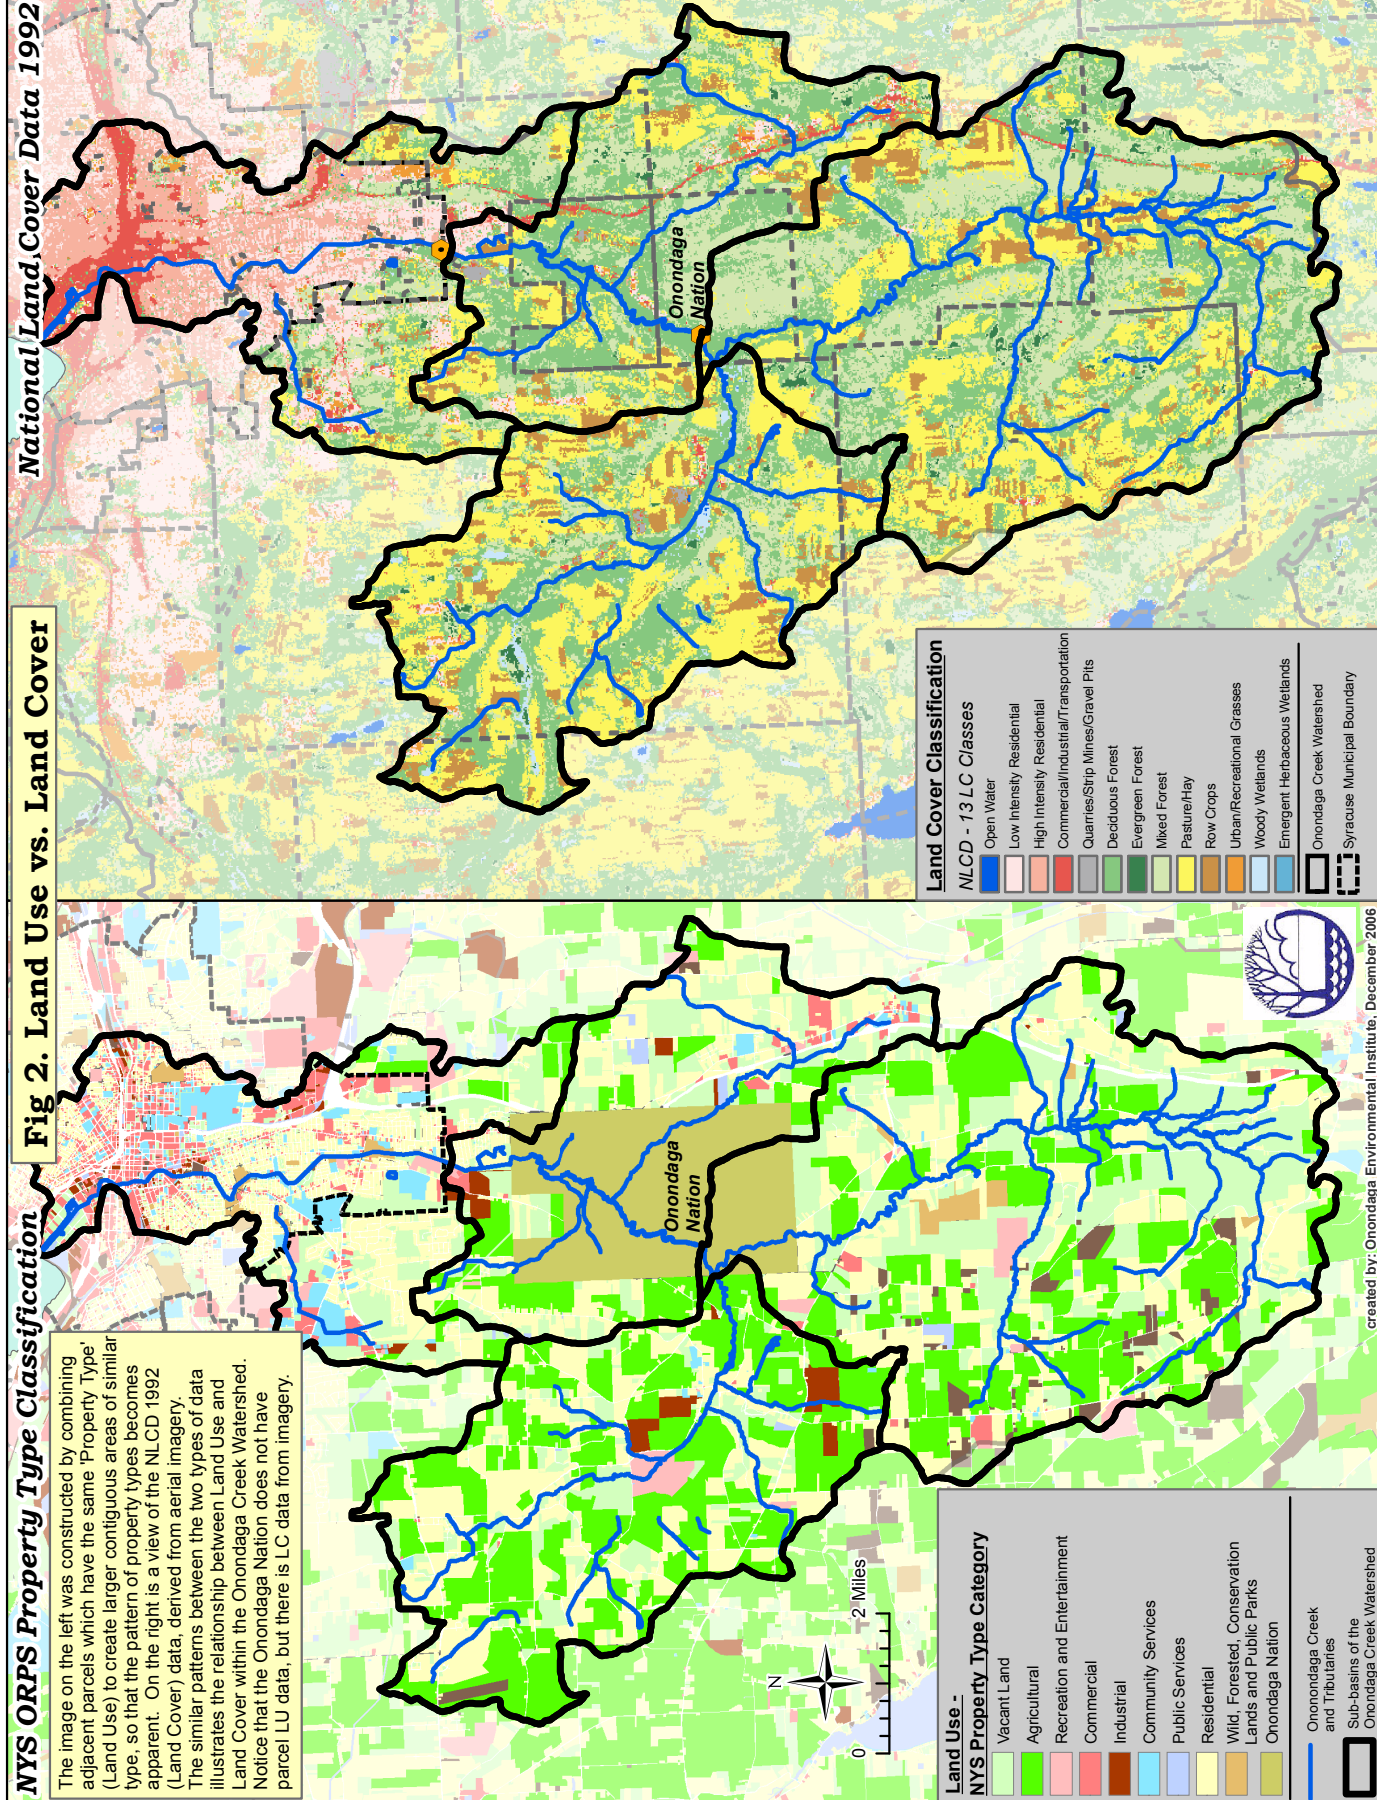 Fig 2. Land Use vs. Land Cover
NYS ORPS Property Type Classification
The image on the left was constructed by combining
adjacent parcels which have the same 'Property Type'
(Land Use) to create larger contiguous areas of similar
type, so that the pattern of property types becomes
apparent. On the right is a view of the NLCD 1992
(Land Cover) data, derived from aerial imagery.
The similar patterns between the two types of data
illustrates the relationship between Land Use and
Land Cover within the Onondaga Creek Watershed.
Notice that the Onondaga Nation does not have
parcel LU data, but there is LC data from imagery.
Onondaga
Nation
N
0
2 Miles
Land Use -
NYS Property Type Category
Vacant Land
Agricultural
Recreation and Entertainment
Commercial
Industrial
Community Services
Public Services
Residential
Wild, Forested, Conservation
Lands and Public Parks
Onondaga Nation
Onondaga Creek
and Tributaries
Sub-basins of the
Onondaga Creek Watershed
created by: Onondaga Environmental Institute, December 2006
National Land Cover Data 1992
Onondaga
Nation
Land Cover Classification
NLCD - 13 LC Classes
Open Water
Low Intensity Residential
High Intensity Residential
Commercial/Industrial/Transportation
Quarries/Strip Mines/Gravel Pits
Deciduous Forest
Evergreen Forest
Mixed Forest
Pasture/Hay
Row Crops
Urban/Recreational Grasses
Woody Wetlands
Emergent Herbaceous Wetlands
Onondaga Creek Watershed
Syracuse Municipal Boundary